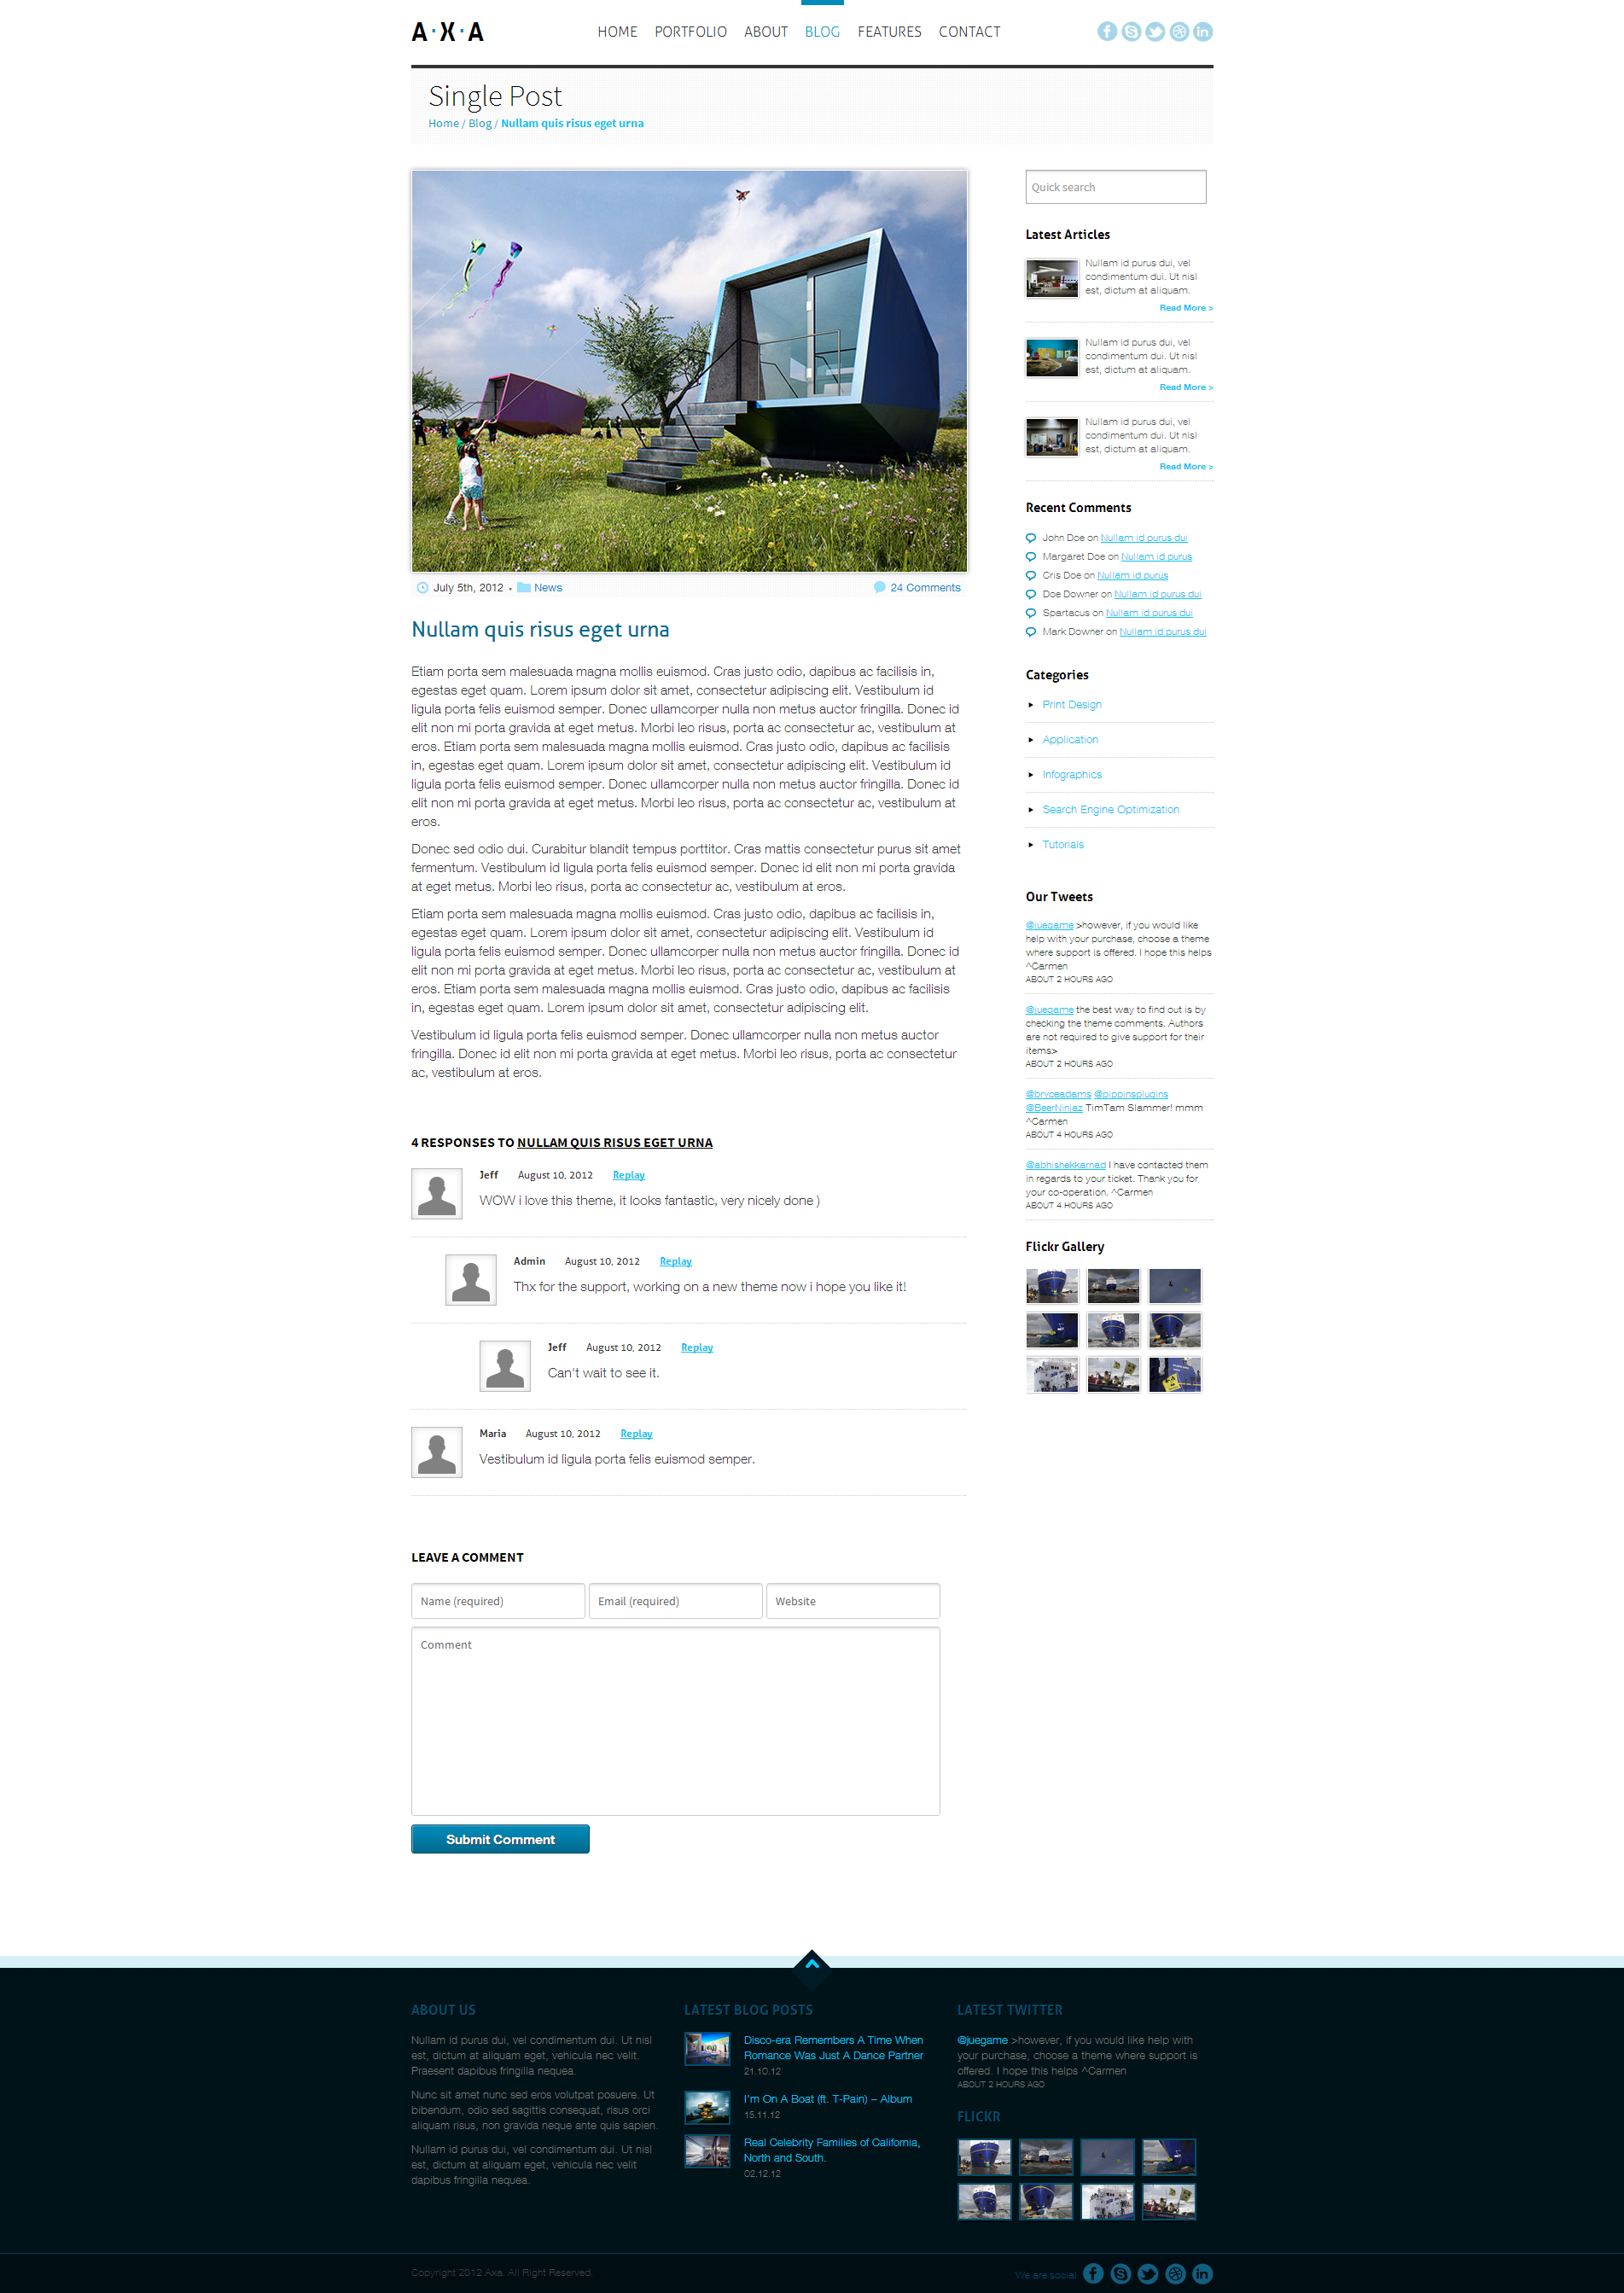 A·X·A
HOME PORTFOLIO ABOUT BLOG FEATURES CONTACT
Single Post
Home / Blog / Nullam quis risus eget urna
July 5th, 2012 • News
24 Comments
Nullam quis risus eget urna
Etiam porta sem malesuada magna mollis euismod. Cras justo odio, dapibus ac facilisis in,
egestas eget quam. Lorem ipsum dolor sit amet, consectetur adipiscing elit. Vestibulum id
ligula porta felis euismod semper. Donec ullamcorper nulla non metus auctor fringilla. Donec id
elit non mi porta gravida at eget metus. Morbi leo risus, porta ac consectetur ac, vestibulum at
eros. Etiam porta sem malesuada magna mollis euismod. Cras justo odio, dapibus ac facilisis
in, egestas eget quam. Lorem ipsum dolor sit amet, consectetur adipiscing elit. Vestibulum id
ligula porta felis euismod semper. Donec ullamcorper nulla non metus auctor fringilla. Donec id
elit non mi porta gravida at eget metus. Morbi leo risus, porta ac consectetur ac, vestibulum at
eros.
Donec sed odio dui. Curabitur blandit tempus porttitor. Cras mattis consectetur purus sit amet
fermentum. Vestibulum id ligula porta felis euismod semper. Donec id elit non mi porta gravida
at eget metus. Morbi leo risus, porta ac consectetur ac, vestibulum at eros.
Etiam porta sem malesuada magna mollis euismod. Cras justo odio, dapibus ac facilisis in,
egestas eget quam. Lorem ipsum dolor sit amet, consectetur adipiscing elit. Vestibulum id
ligula porta felis euismod semper. Donec ullamcorper nulla non metus auctor fringilla. Donec id
elit non mi porta gravida at eget metus. Morbi leo risus, porta ac consectetur ac, vestibulum at
eros. Etiam porta sem malesuada magna mollis euismod. Cras justo odio, dapibus ac facilisis
in, egestas eget quam. Lorem ipsum dolor sit amet, consectetur adipiscing elit.
Vestibulum id ligula porta felis euismod semper. Donec ullamcorper nulla non metus auctor
fringilla. Donec id elit non mi porta gravida at eget metus. Morbi leo risus, porta ac consectetur
ac, vestibulum at eros.
4 RESPONSES TO NULLAM QUIS RISUS EGET URNA
Jeff August 10, 2012 Replay
WOW i love this theme, it looks fantastic, very nicely done )
Admin August 10, 2012 Replay
Thx for the support, working on a new theme now i hope you like it!
Jeff August 10, 2012 Replay
Can't wait to see it.
Maria August 10, 2012 Replay
Vestibulum id ligula porta felis euismod semper.
LEAVE A COMMENT
Name (required)
Email (required)
Website
Comment
Submit Comment
Quick search
Latest Articles
Nullam id purus dui, vel
condimentum dui. Ut nisl
est, dictum at aliquam.
Read More >
Nullam id purus dui, vel
condimentum dui. Ut nisl
est, dictum at aliquam.
Read More >
Nullam id purus dui, vel
condimentum dui. Ut nisl
est, dictum at aliquam.
Read More >
Recent Comments
John Doe on Nullam id purus dui
Margaret Doe on Nullam id purus
Cris Doe on Nullam id purus
Doe Downer on Nullam id purus dui
Spartacus on Nullam id purus dui
Mark Downer on Nullam id purus dui
Categories
Print Design
Application
Infographics
Search Engine Optimization
Tutorials
Our Tweets
@juegame >however, if you would like
help with your purchase, choose a theme
where support is offered. I hope this helps
^Carmen
ABOUT 2 HOURS AGO
@juegame the best way to find out is by
checking the theme comments. Authors
are not required to give support for their
items>
ABOUT 2 HOURS AGO
@bryceadams @pippinsplugins
@BeerNinjaz TimTam Slammer! mmm
^Carmen
ABOUT 4 HOURS AGO
@abhishekkarnad I have contacted them
in regards to your ticket. Thank you for
your co-operation. ^Carmen
ABOUT 4 HOURS AGO
Flickr Gallery
ABOUT US
Nullam id purus dui, vel condimentum dui. Ut nisl
est, dictum at aliquam eget, vehicula nec velit.
Praesent dapibus fringilla nequea.
Nunc sit amet nunc sed eros volutpat posuere. Ut
bibendum, odio sed sagittis consequat, risus orci
aliquam risus, non gravida neque ante quis sapien.
Nullam id purus dui, vel condimentum dui. Ut nisl
est, dictum at aliquam eget, vehicula nec velit
dapibus fringilla nequea.
LATEST BLOG POSTS
Disco-era Remembers A Time When
Romance Was Just A Dance Partner
21.10.12
I'm On A Boat (ft. T-Pain) – Album
15.11.12
Real Celebrity Families of California,
North and South.
02.12.12
LATEST TWITTER
@juegame >however, if you would like help with
your purchase, choose a theme where support is
offered. I hope this helps ^Carmen
ABOUT 2 HOURS AGO
FLICKR
Copyright 2012 Axa. All Right Reserved.
We are social